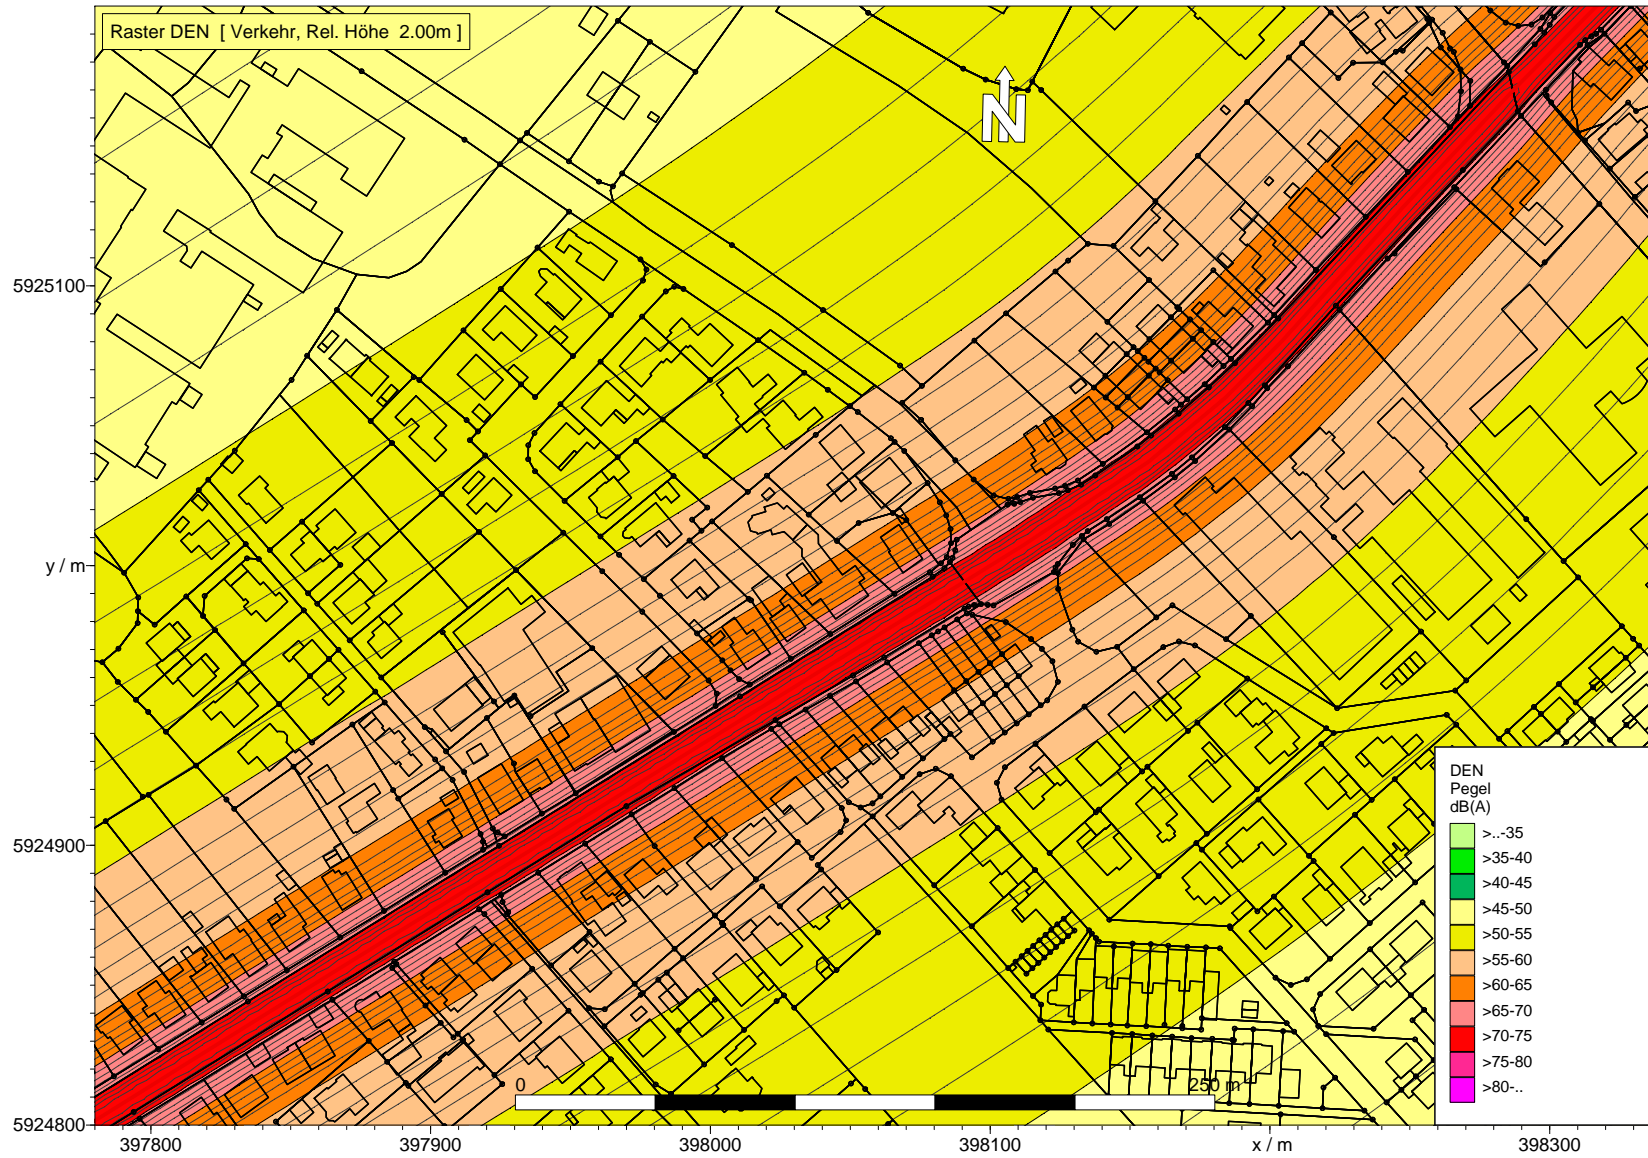 Raster DEN [ Verkehr, Rel. Höhe 2.00m ]
N
5925100
y / m
5924900
5924800
DEN
Pegel
dB(A)
>..-35
>35-40
>40-45
>45-50
>50-55
>55-60
>60-65
>65-70
>70-75
>75-80
>80-..
0
250 m
397800
397900
398000
398100
x / m
398300